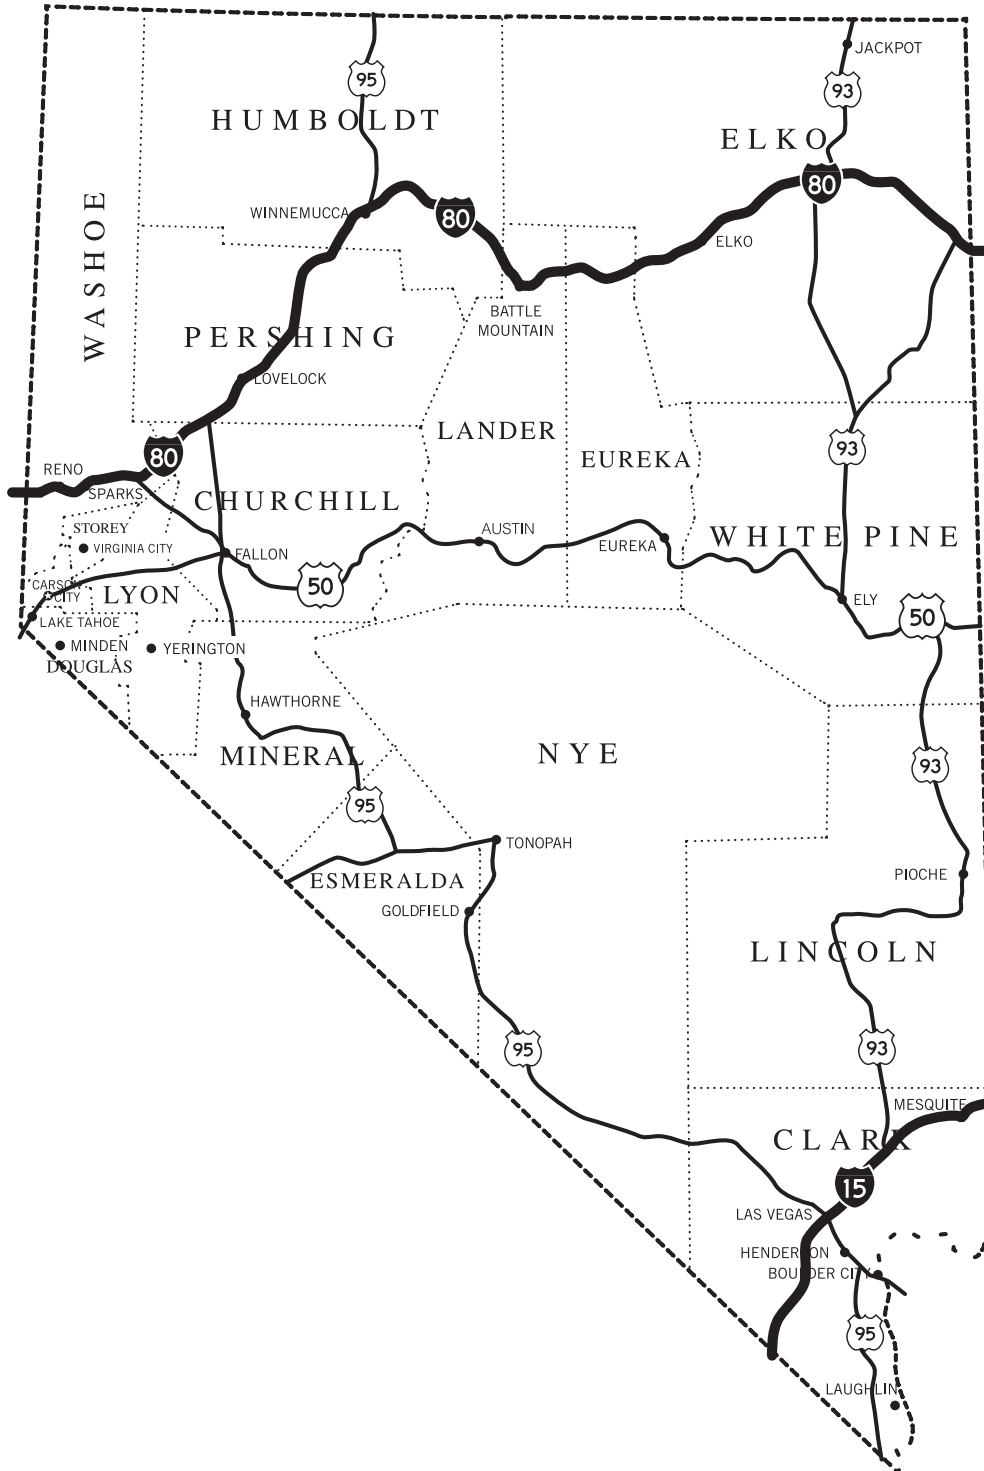 JACKPOT
95
93
HUMBOLDT
ELKO
80
WASHOE
WINNEMUCCA
80
ELKO
BATTLE
MOUNTAIN
PERSHING
LOVELOCK
LANDER
93
80
EUREKA
RENO
SPARKS
CHURCHILL
STOREY
AUSTIN
WHITE PINE
VIRGINIA CITY
FALLON
EUREKA
CARSON
CITY
LYON
50
ELY
50
LAKE TAHOE
MINDEN
YERINGTON
DOUGLAS
HAWTHORNE
MINERAL
NYE
93
95
TONOPAH
PIOCHE
ESMERALDA
GOLDFIELD
LINCOLN
95
93
MESQUITE
CLARK
15
LAS VEGAS
HENDERSON
BOULDER CITY
95
LAUGHLIN